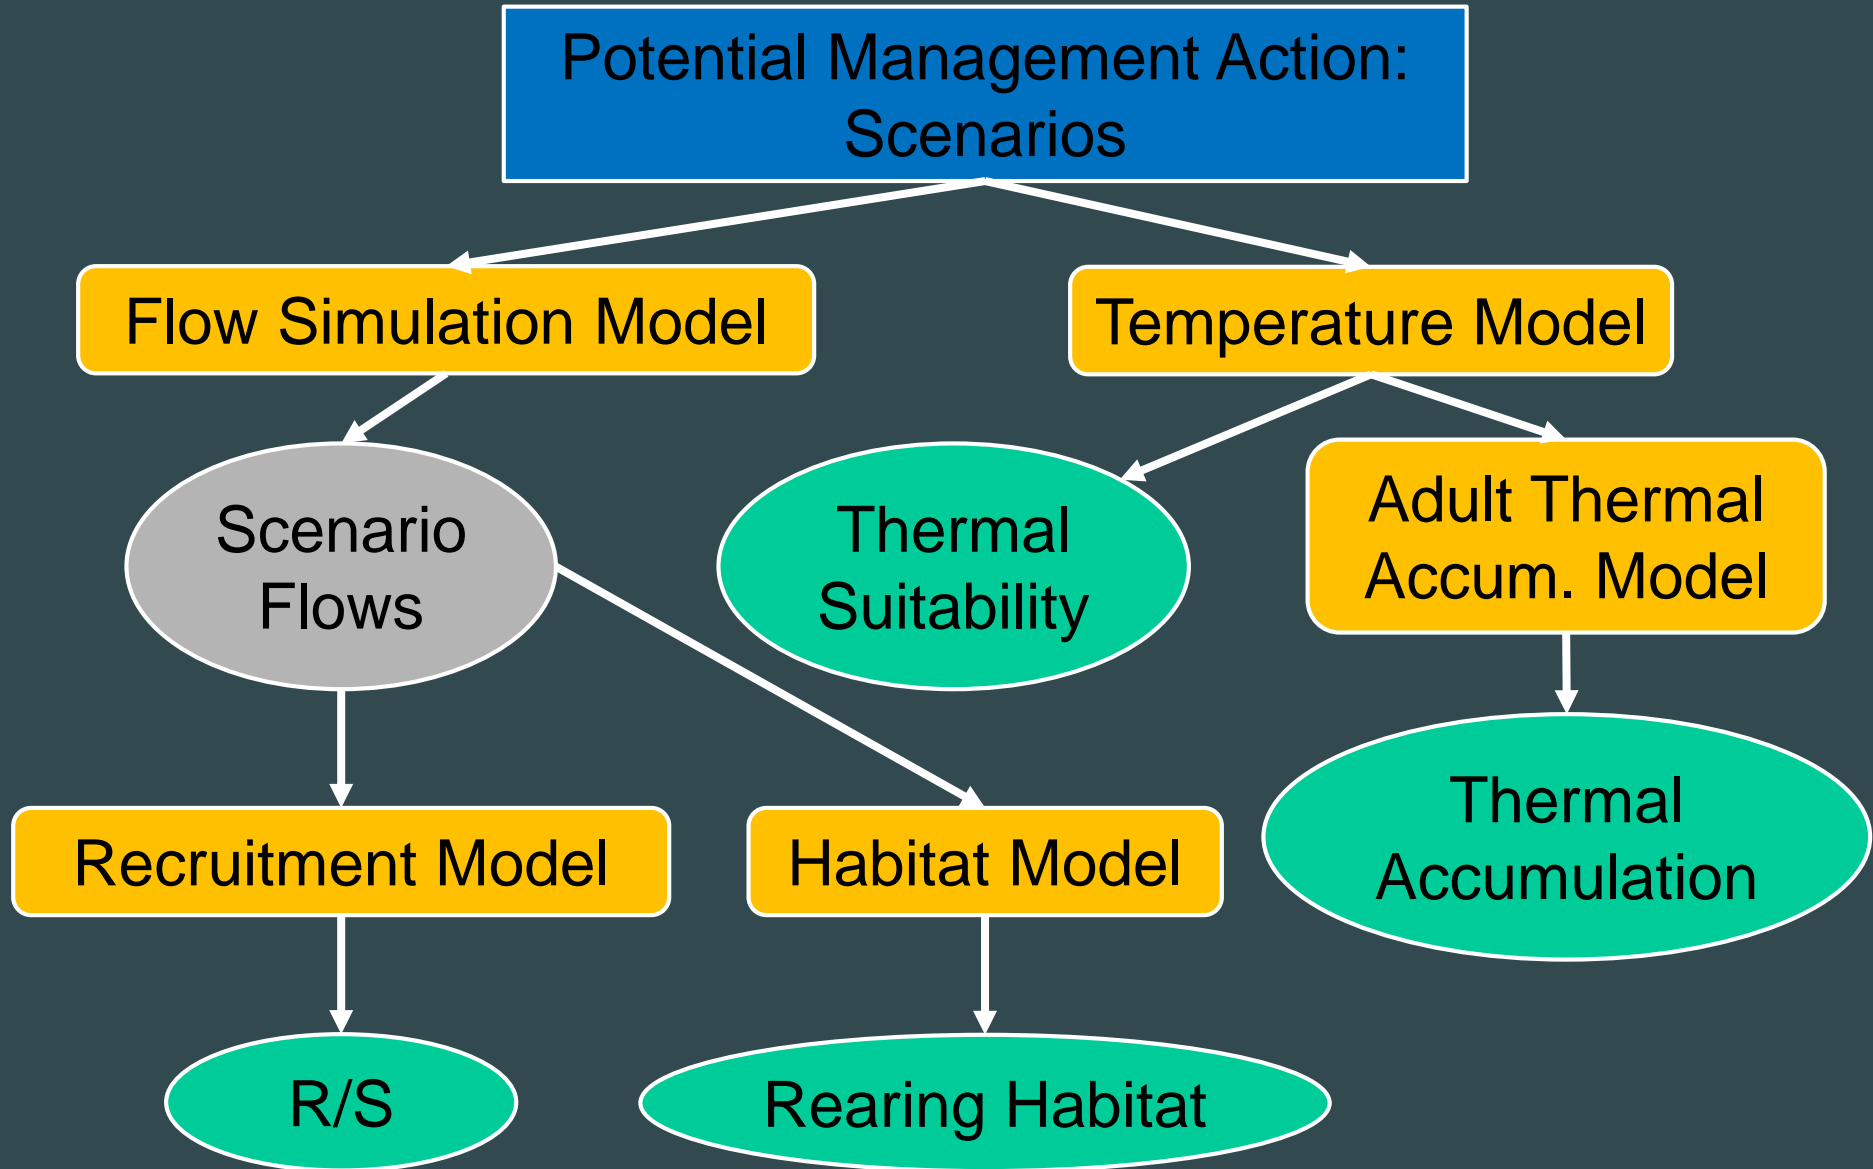 Potential Management Action:
Scenarios
Flow Simulation Model
Temperature Model
Scenario
Flows
Thermal
Suitability
Adult Thermal
Accum. Model
Recruitment Model
Habitat Model
Thermal
Accumulation
R/S
Rearing Habitat